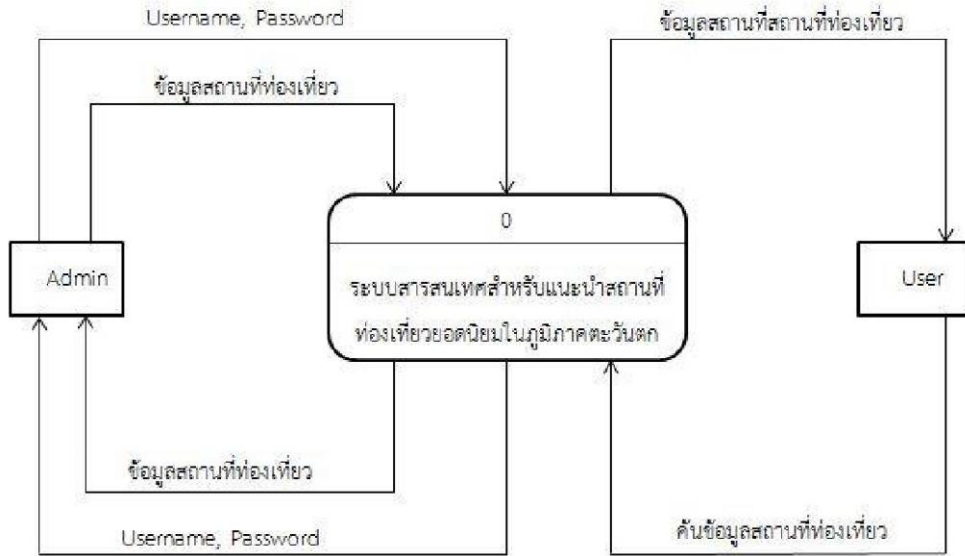 Username, Password
ข้อมูลสถานที่สถานที่ท่องเที่ยว
ข้อมูลสถานที่ท่องเที่ยว
0
Admin
ระบบสารสนเทศสำหรับแนะนำสถานที่
ท่องเที่ยวยอดนิยมในภูมิภาคตะวันตก
User
ข้อมูลสถานที่ท่องเที่ยว
Username, Password
ค้นข้อมูลสถานที่ท่องเที่ยว